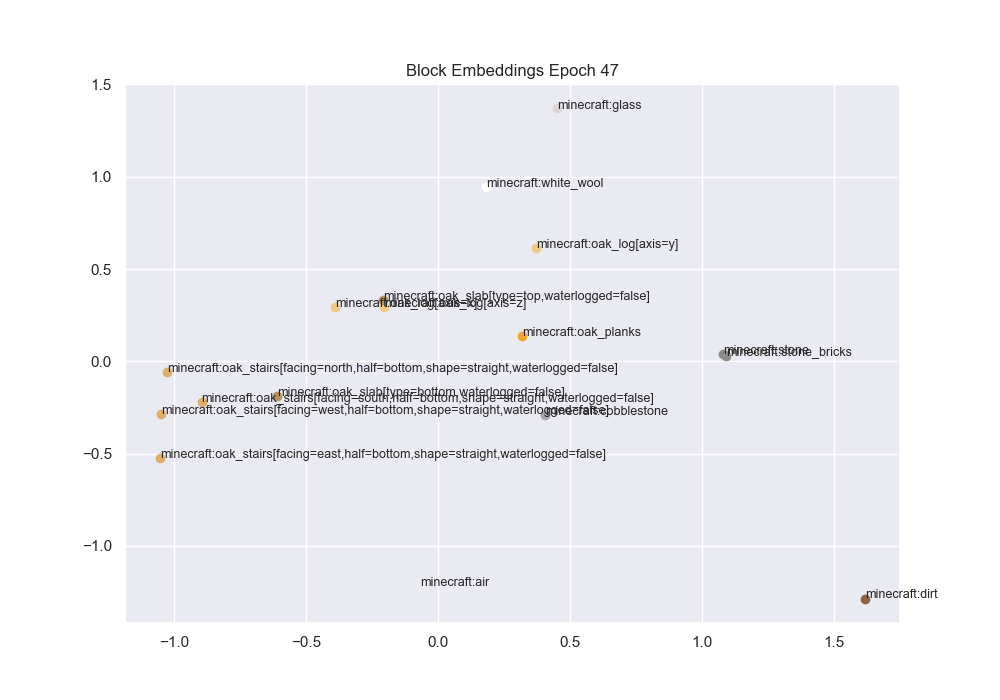 Block Embeddings Epoch 47
1.5
minecraft:glass
1.0
minecraft:white_wool
minecraft:oak_log[axis=y]
0.5
minecraft:oak_slab[type=top,waterlogged=false]
minecraft:oak_log[axis=x]
minecraft:oak_log[axis=z]
minecraft:oak_planks
minecraft:stone
minecraft:stone_bricks
0.0
minecraft:oak_stairs[facing=north,half=bottom,shape=straight,waterlogged=false]
minecraft:oak_slab[type=bottom,waterlogged=false]
minecraft:oak_stairs[facing=south,half=bottom,shape=straight,waterlogged=false]
minecraft:oak_stairs[facing=west,half=bottom,shape=straight,waterlogged=false]
minecraft:cobblestone
−0.5
minecraft:oak_stairs[facing=east,half=bottom,shape=straight,waterlogged=false]
−1.0
minecraft:air
minecraft:dirt
−1.0 −0.5 0.0 0.5 1.0 1.5